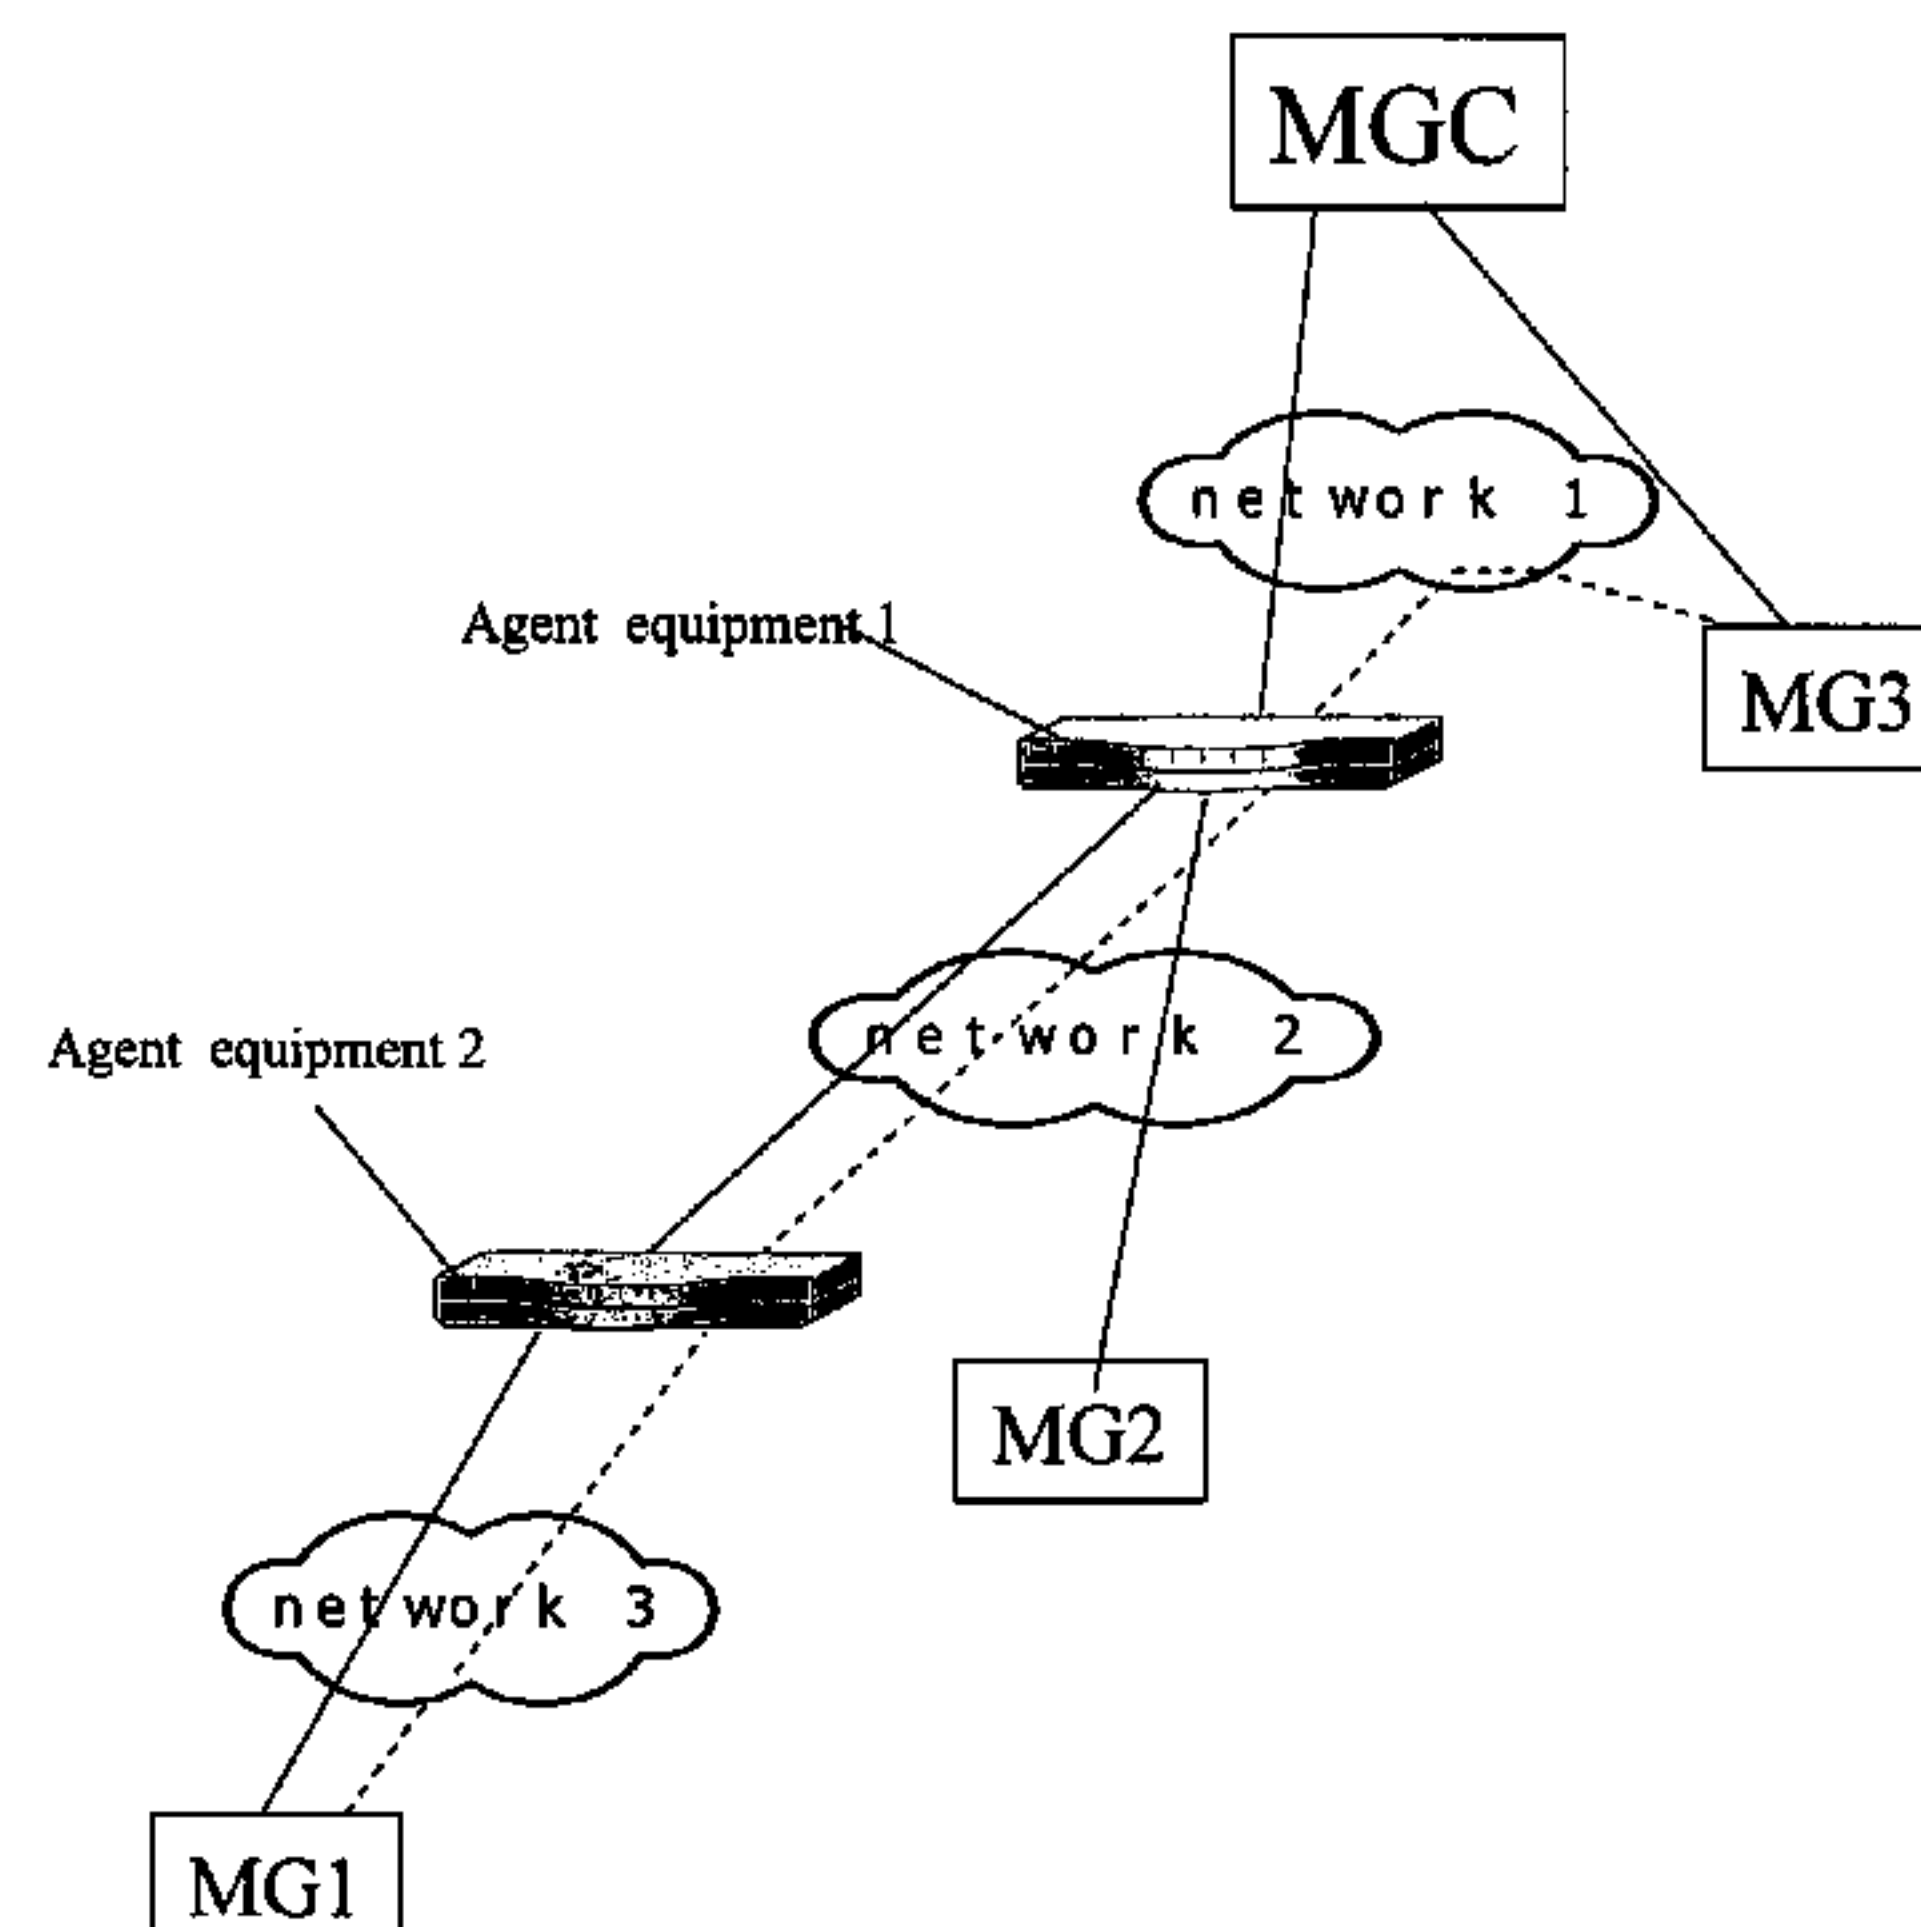 MGC
network 1
Agent equipment 1
MG3
network 2
Agent equipment 2
MG2
network 3
MG1